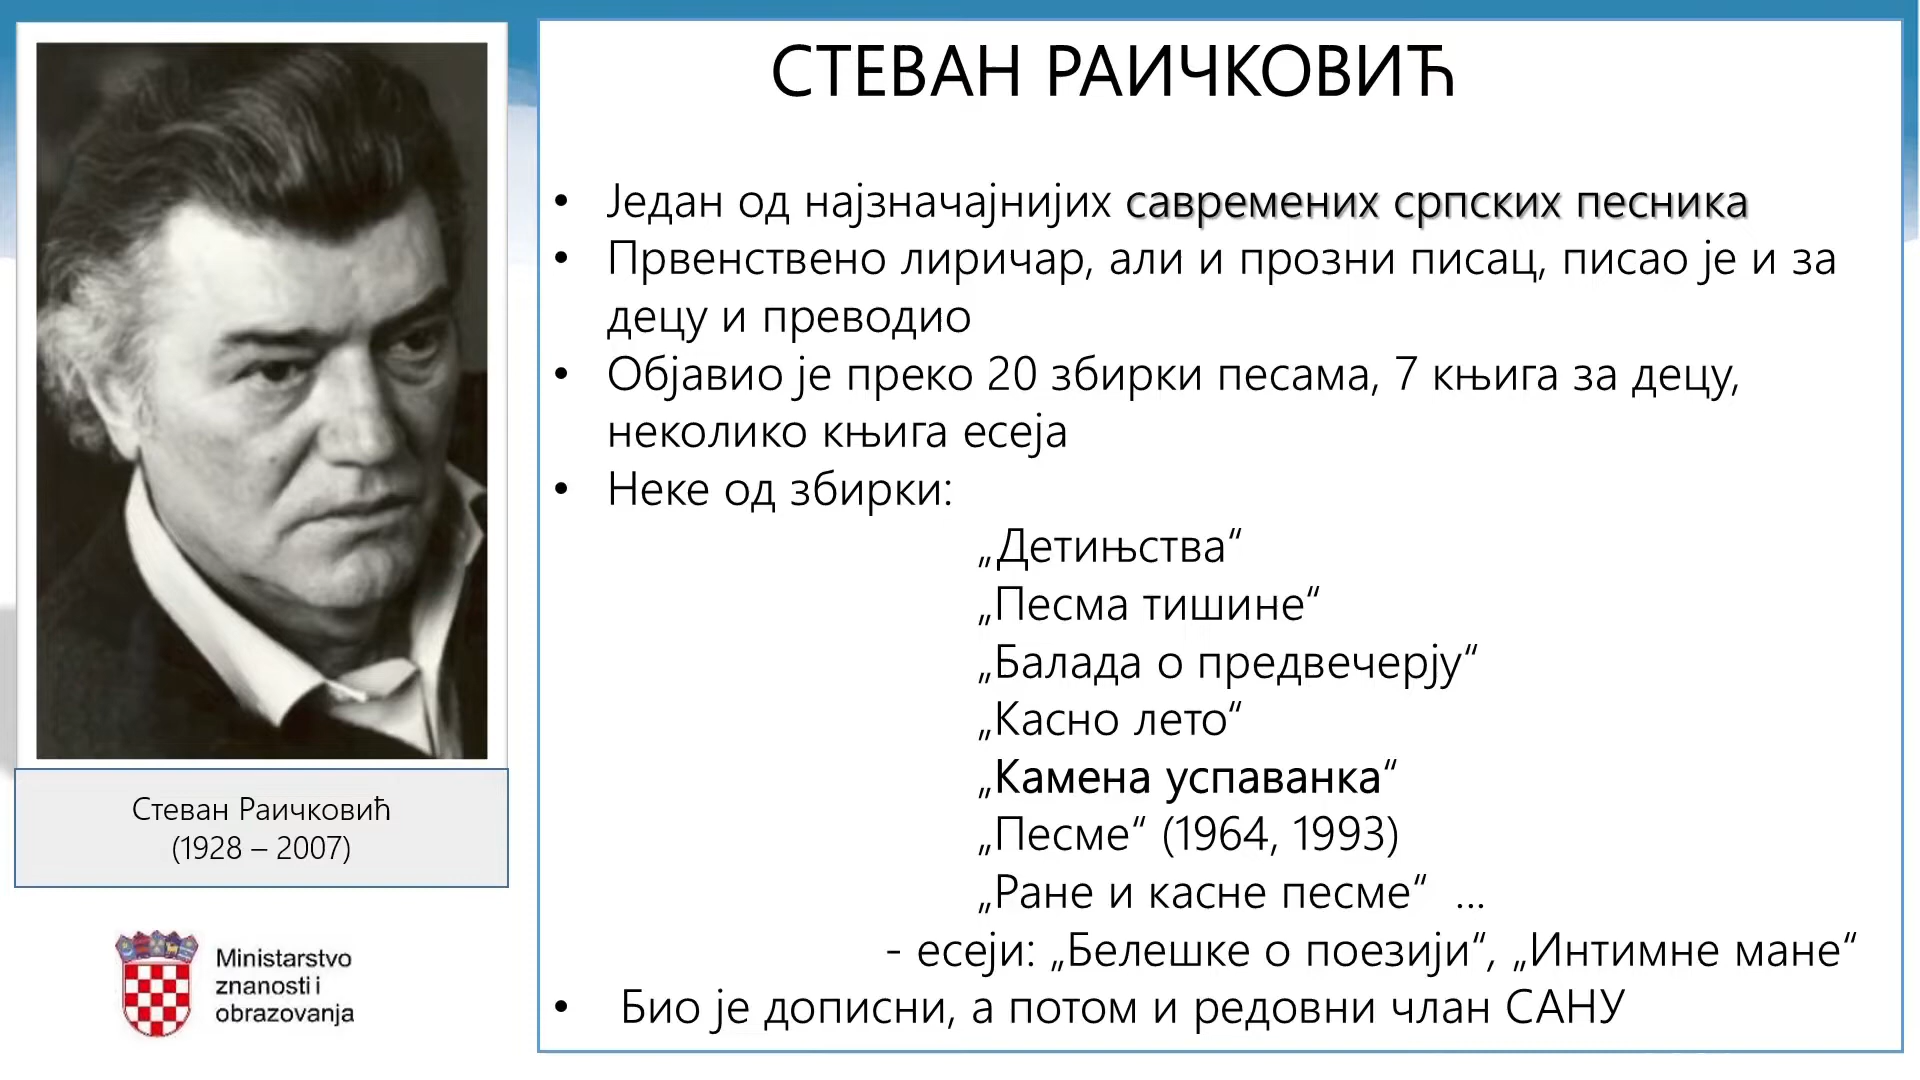 СТЕВАН РАИЧКОВИЋ
• Један од најзначајнијих савремених српских песника
• Првенствено лиричар, али и прозни писац, писао је и за
децу и преводио
• Објавио је преко 20 збирки песама, 7 књига за децу,
неколико књига есеја
• Неке од збирки:
„Детињства“
„Песма тишине“
„Балада о предвечерју“
„Касно лето“
„Камена успаванка“
„Песме“ (1964, 1993)
„Ране и касне песме“ ...
- есеји: „Белешке о поезији“, „Интимне мане“
• Био је дописни, а потом и редовни члан САНУ
Стеван Раичковић
(1928 – 2007)
Ministarstvo
znanosti i
obrazovanja